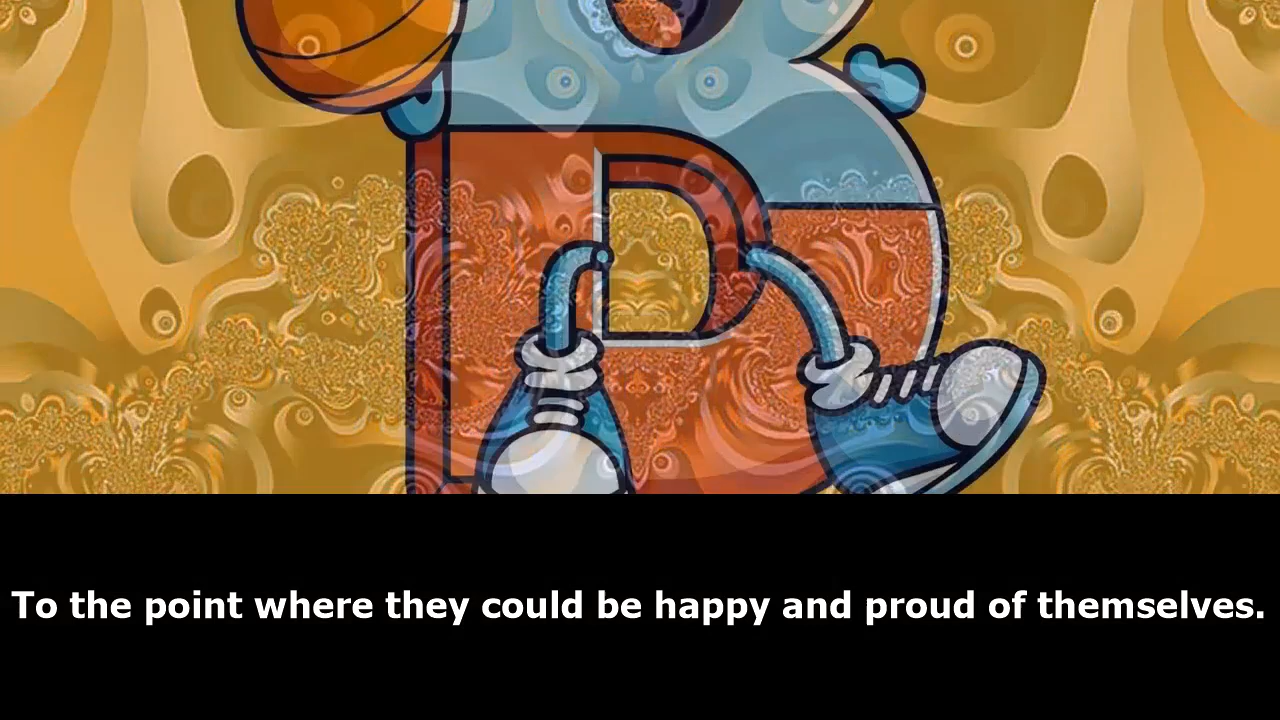 To the point where they could be happy and proud of themselves.